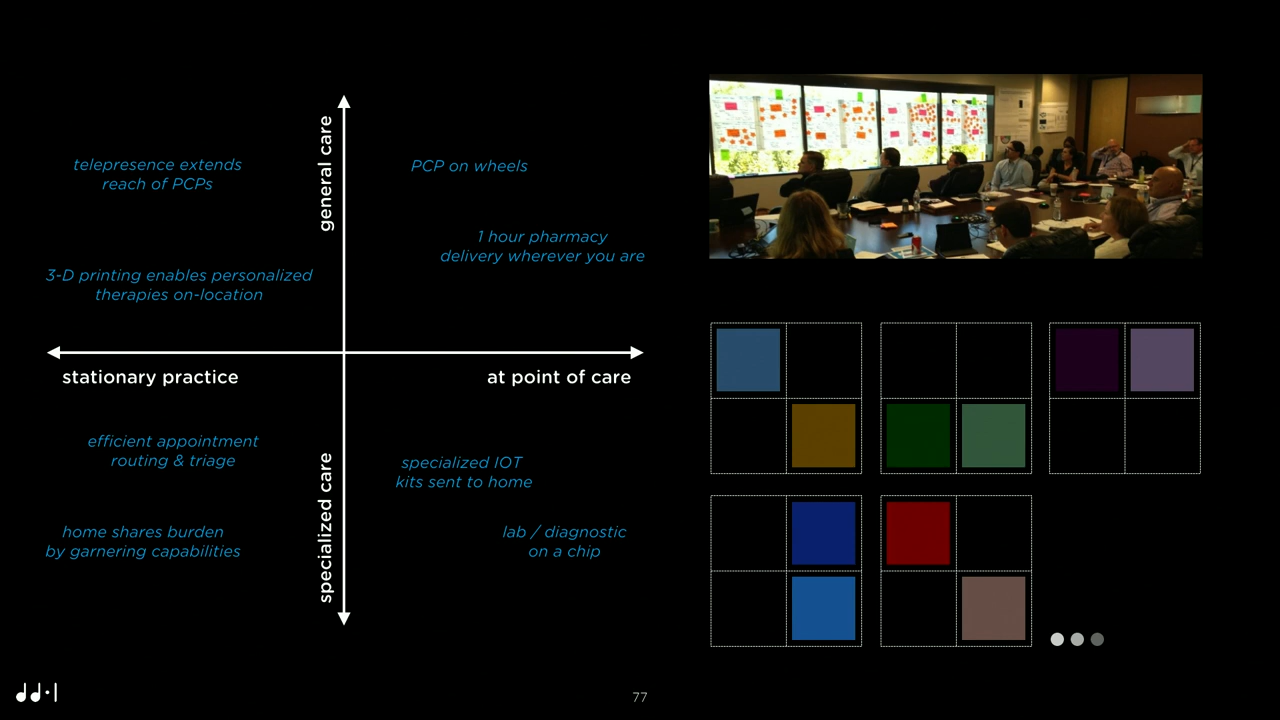 general care
telepresence extends
reach of PCPs
PCP on wheels
1 hour pharmacy
delivery wherever you are
3-D printing enables personalized
therapies on-location
stationary practice
at point of care
efficient appointment
routing & triage
specialized IOT
kits sent to home
specialized care
home shares burden
by garnering capabilities
lab / diagnostic
on a chip
77